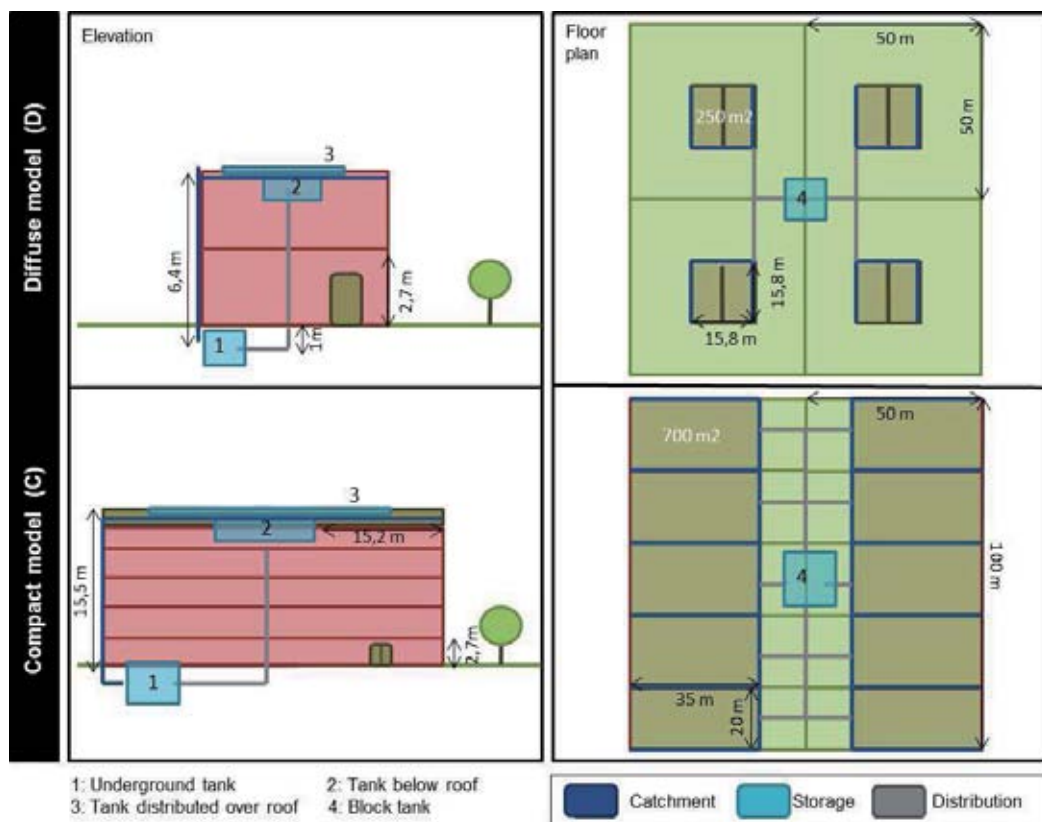 Diffuse model (D)
Elevation
3
2
6,4 m
2,7 m
1
1m
Floor
plan
50 m
50 m
250 m2
4
15,8 m
15,8 m
Compact model (C)
3
2
15,2 m
15,5 m
2,7m
1
50 m
700 m2
4
100 m
35 m
20 m
1: Underground tank
2: Tank below roof
3: Tank distributed over roof
4: Block tank
Catchment
Storage
Distribution